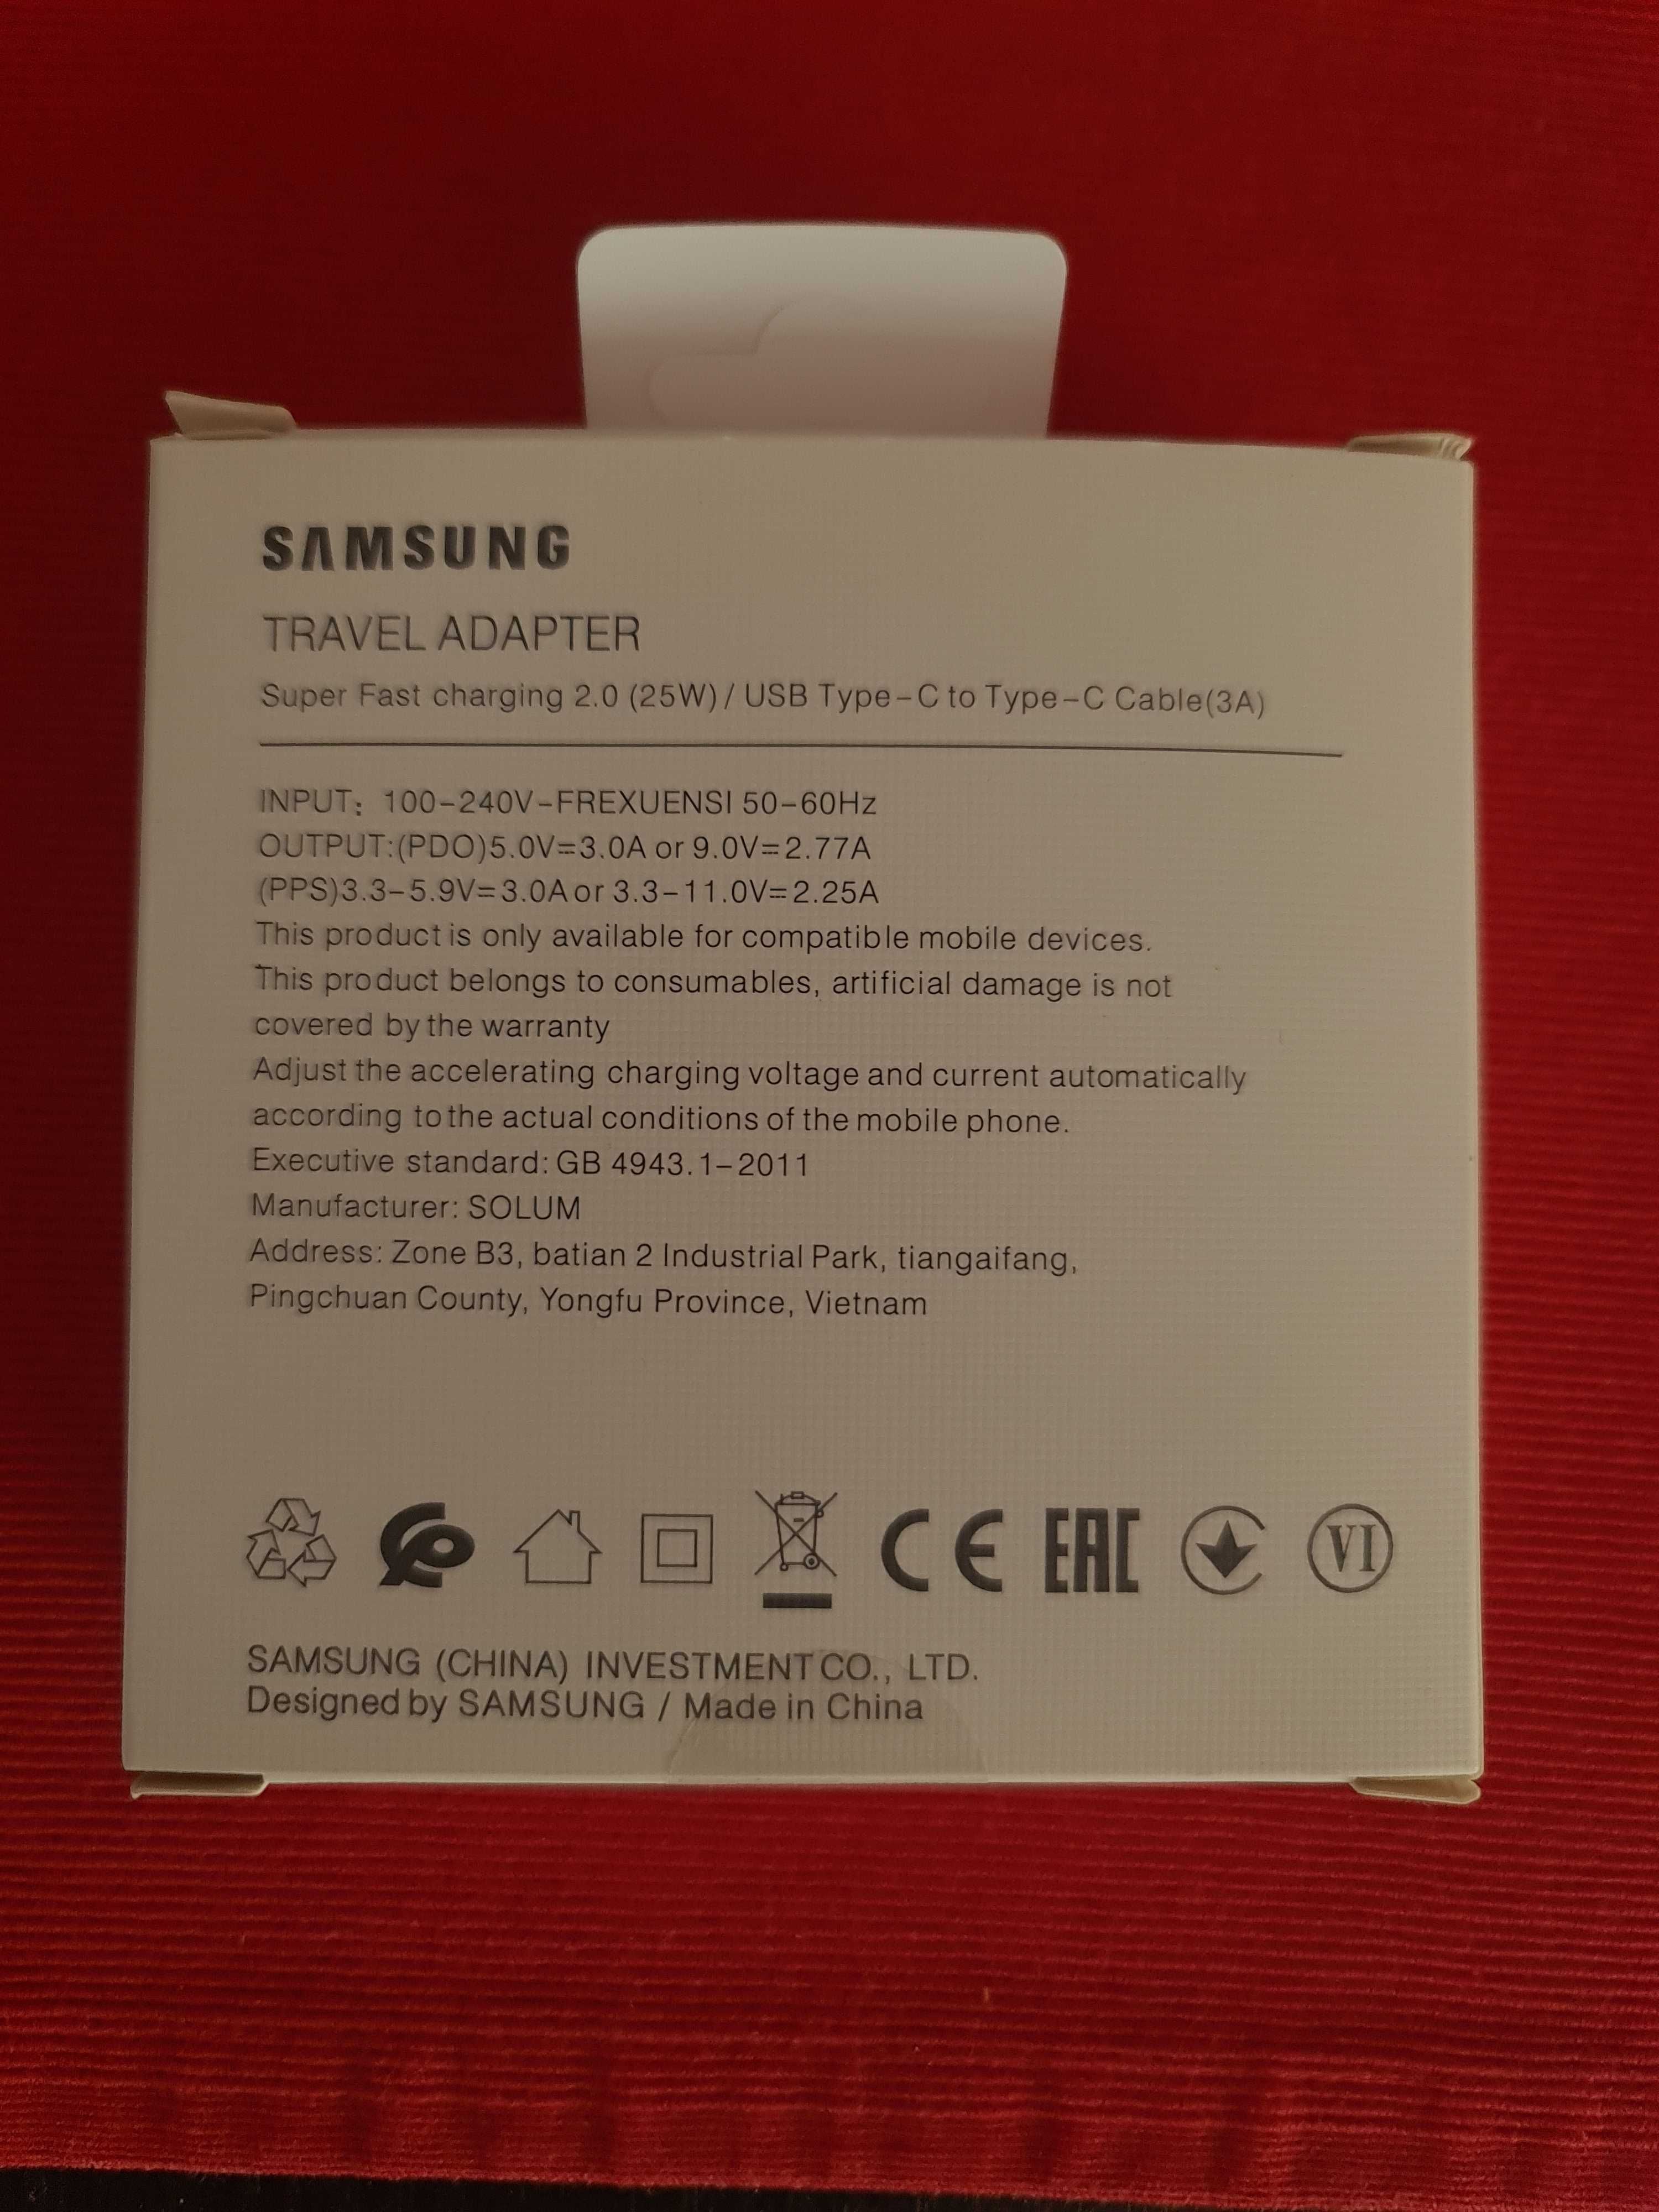 SAMSUNG
TRAVEL ADAPTER
Super Fast charging 2.0 (25W) / USB Type-C to Type-C Cable(3A)
INPUT: 100-240V-FREXUENSI 50-60Hz
OUTPUT:(PDO)5.0V=3.0A or 9.0V=2.77A
(PPS)3.3-5.9V=3.0A or 3.3-11.0V=2.25A
This product is only available for compatible mobile devices.
This product belongs to consumables, artificial damage is not
covered by the warranty
Adjust the accelerating charging voltage and current automatically
according to the actual conditions of the mobile phone.
Executive standard: GB 4943.1-2011
Manufacturer: SOLUM
Address: Zone B3, batian 2 Industrial Park, tiangaifang,
Pingchuan County, Yongfu Province, Vietnam
CE EAC VI
SAMSUNG (CHINA) INVESTMENT CO., LTD.
Designed by SAMSUNG / Made in China